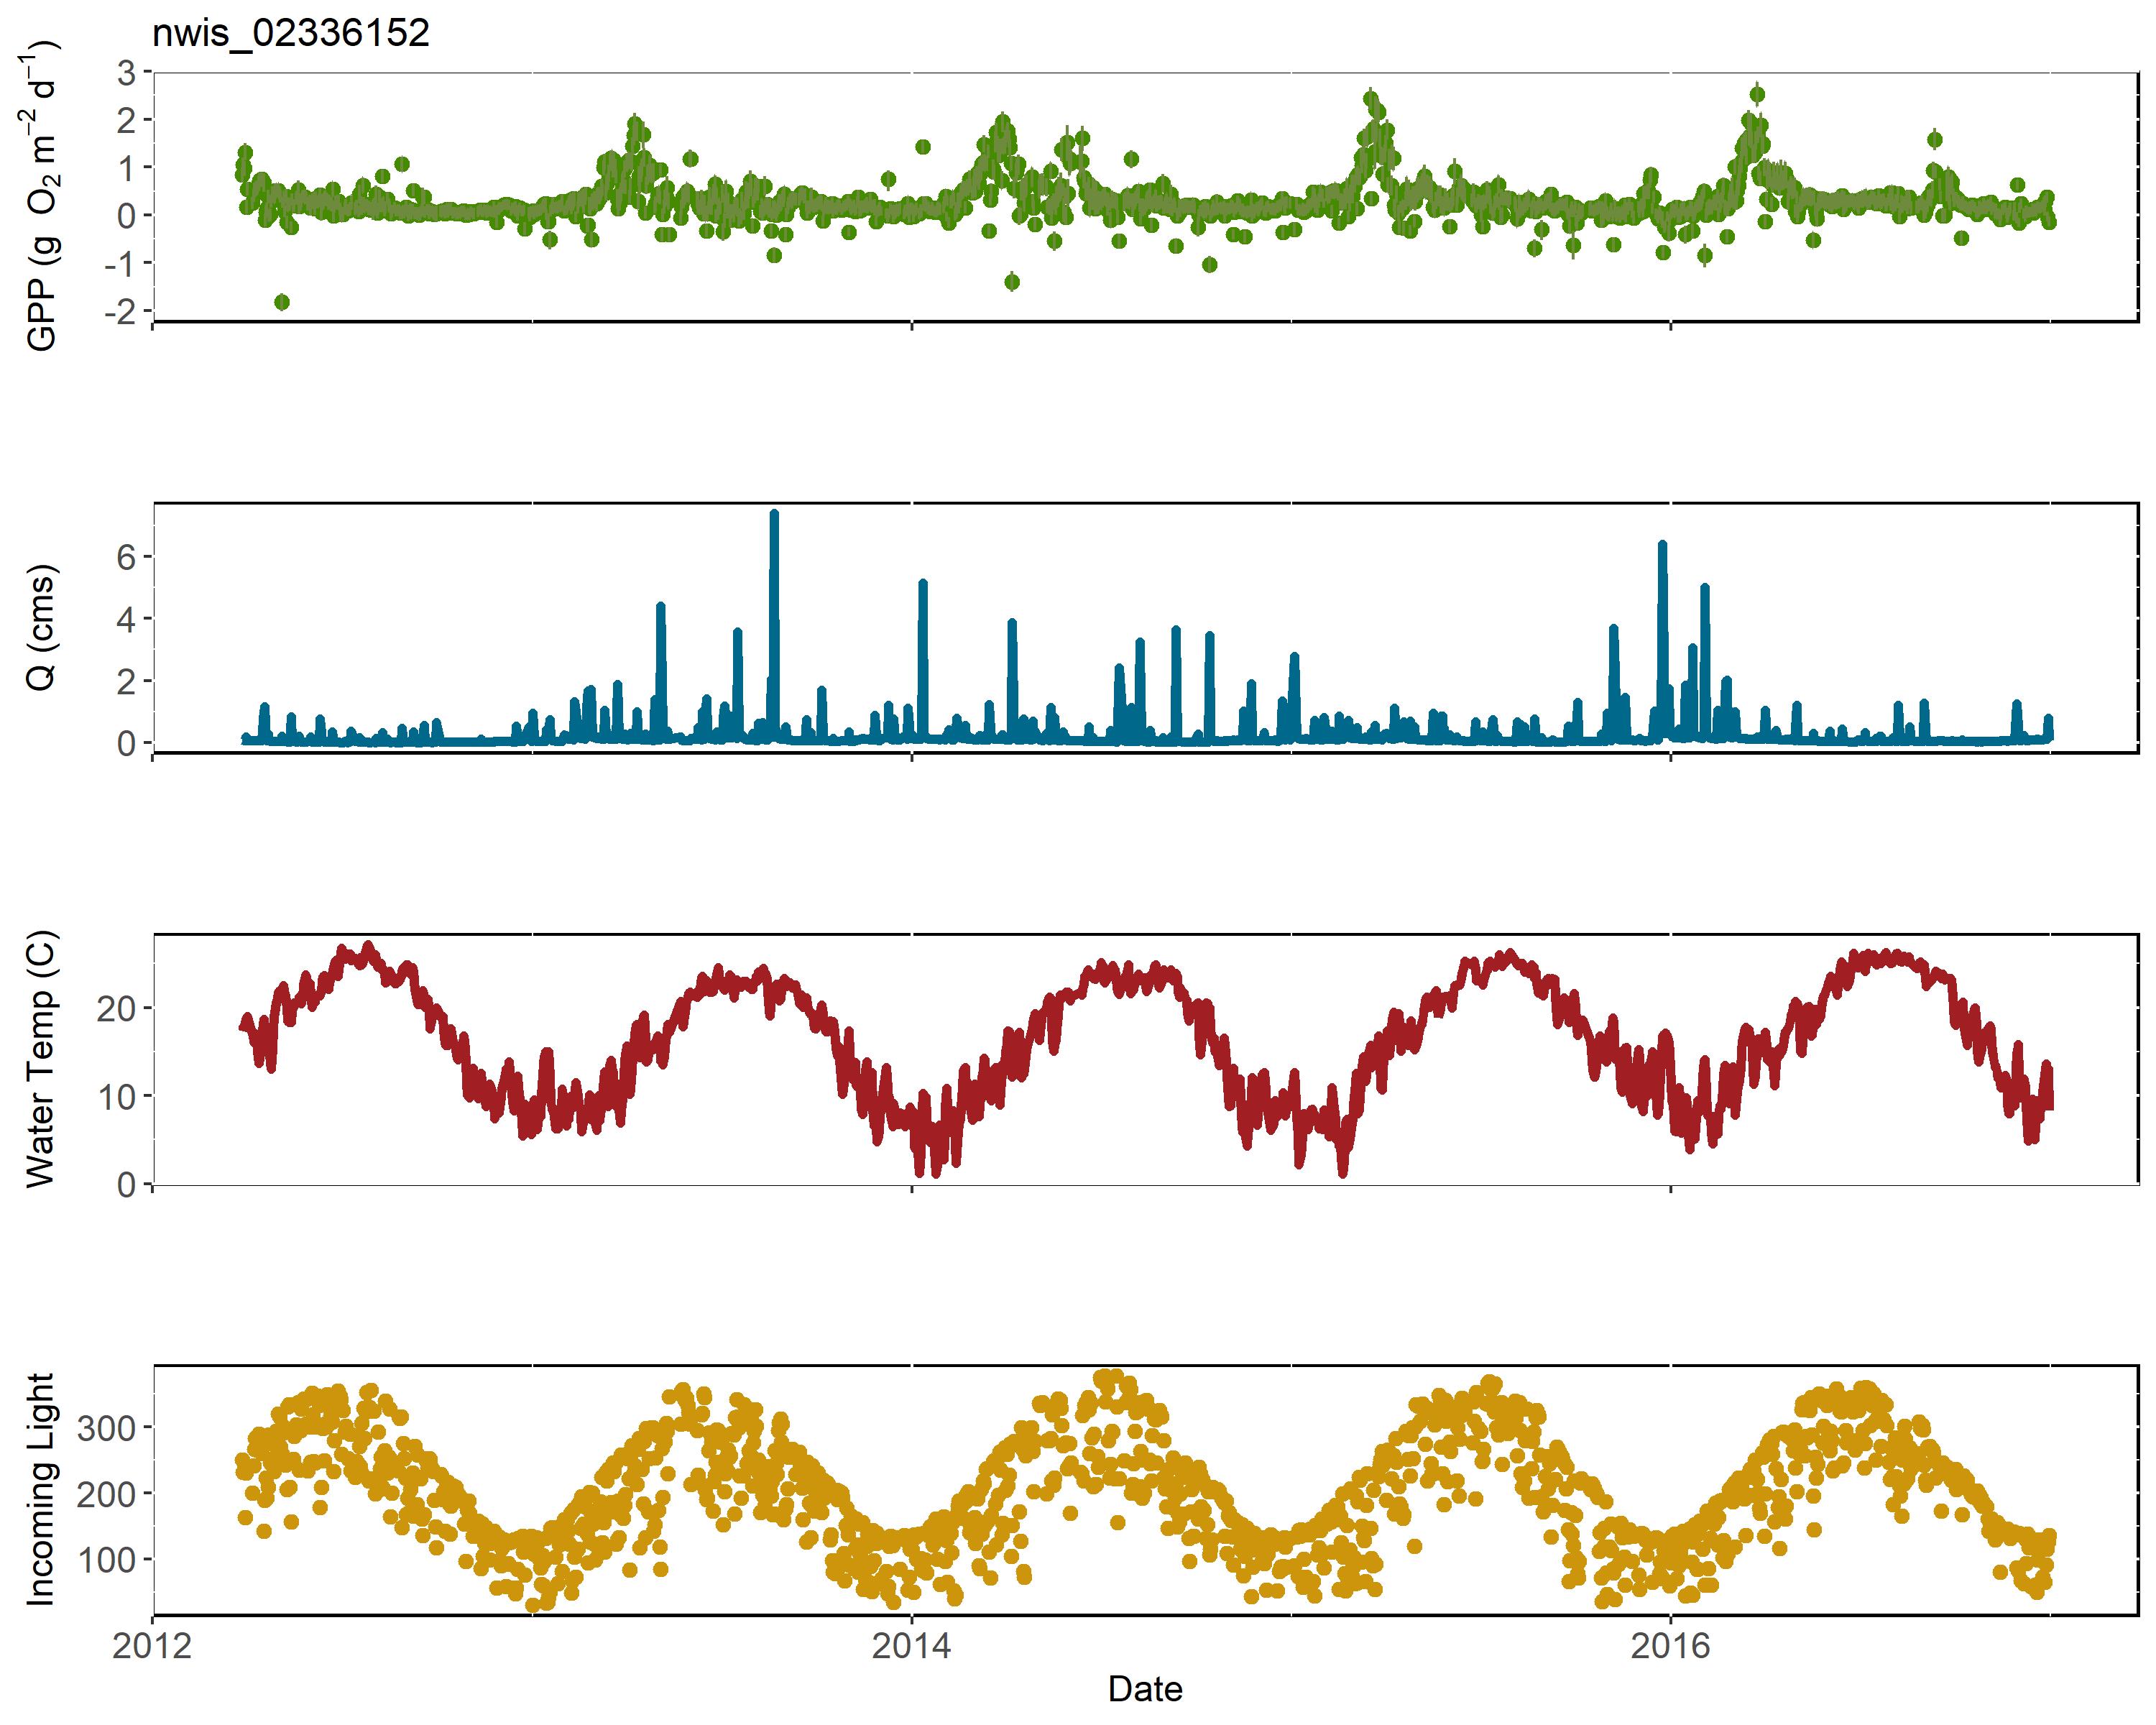 nwis_02336152
GPP (g O₂ m⁻² d⁻¹)
3
2
1
0
-1
-2
Q (cms)
6
4
2
0
Water Temp (C)
20
10
0
Incoming Light
300
200
100
2012 2014 2016
Date